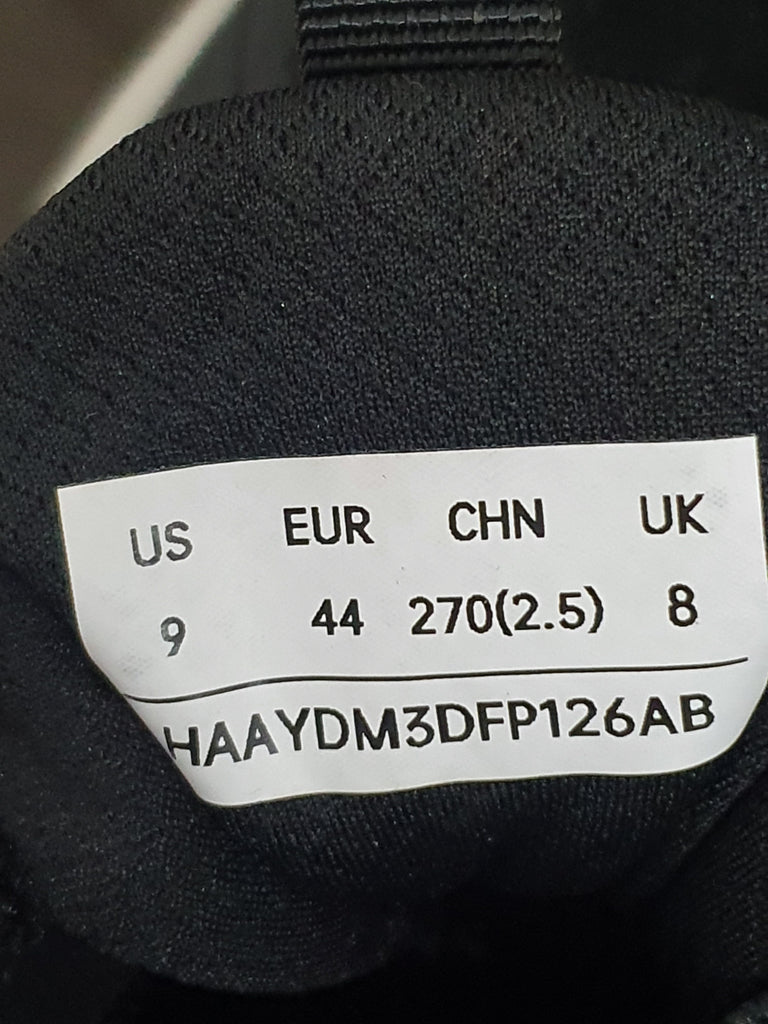 US EUR CHN UK
9 44 270(2.5) 8
HAAYDM3DFP126AB